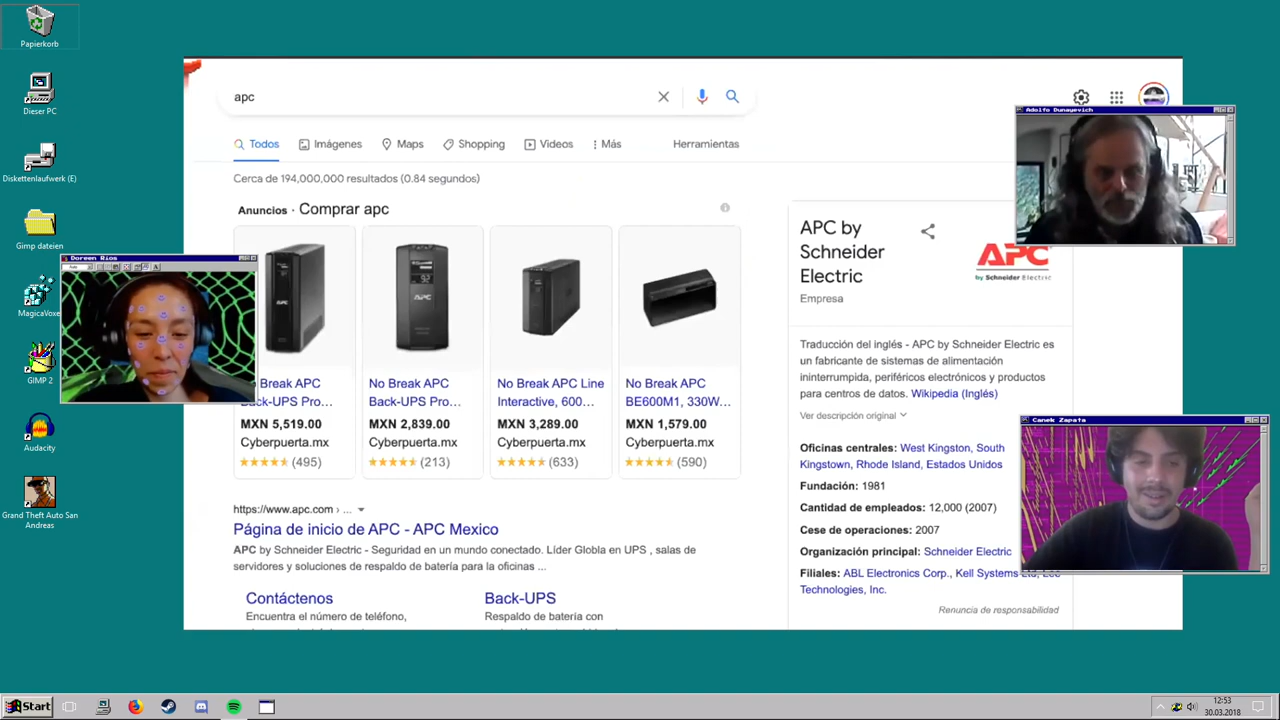 Papierkorb
Dieser PC
Diskettenlaufwerk (E)
Gimp dateien
MagicaVoxe
GIMP 2
Audacity
Grand Theft Auto San
Andreas
apc
Todos
Imágenes
Maps
Shopping
Videos
Más
Herramientas
Cerca de 194,000,000 resultados (0.84 segundos)
Anuncios · Comprar apc
Break APC
Back-UPS Pro...
MXN 5,519.00
Cyberpuerta.mx
(495)
No Break APC
Back-UPS Pro...
MXN 2,839.00
Cyberpuerta.mx
(213)
No Break APC Line
Interactive, 600...
MXN 3,289.00
Cyberpuerta.mx
(633)
No Break APC
BE600M1, 330W...
MXN 1,579.00
Cyberpuerta.mx
(590)
https://www.apc.com › ...
Página de inicio de APC - APC Mexico
APC by Schneider Electric - Seguridad en un mundo conectado. Líder Globla en UPS , salas de
servidores y soluciones de respaldo de batería para la oficinas ...
Contáctenos
Encuentra el número de teléfono,
Back-UPS
Respaldo de batería con
APC by
Schneider
Electric
Empresa
APC
by Schneider Electric
Traducción del inglés - APC by Schneider Electric es
un fabricante de sistemas de alimentación
ininterrumpida, periféricos electrónicos y productos
para centros de datos. Wikipedia (Inglés)
Ver descripción original
Oficinas centrales: West Kingston, South
Kingstown, Rhode Island, Estados Unidos
Fundación: 1981
Cantidad de empleados: 12,000 (2007)
Cese de operaciones: 2007
Organización principal: Schneider Electric
Filiales: ABL Electronics Corp., Kell Systems
Technologies, Inc.
Renuncia de responsabilidad
Doreen Rios
Adolfo Dunayevich
Canek Zapata
Start
12:53
30.03.2018